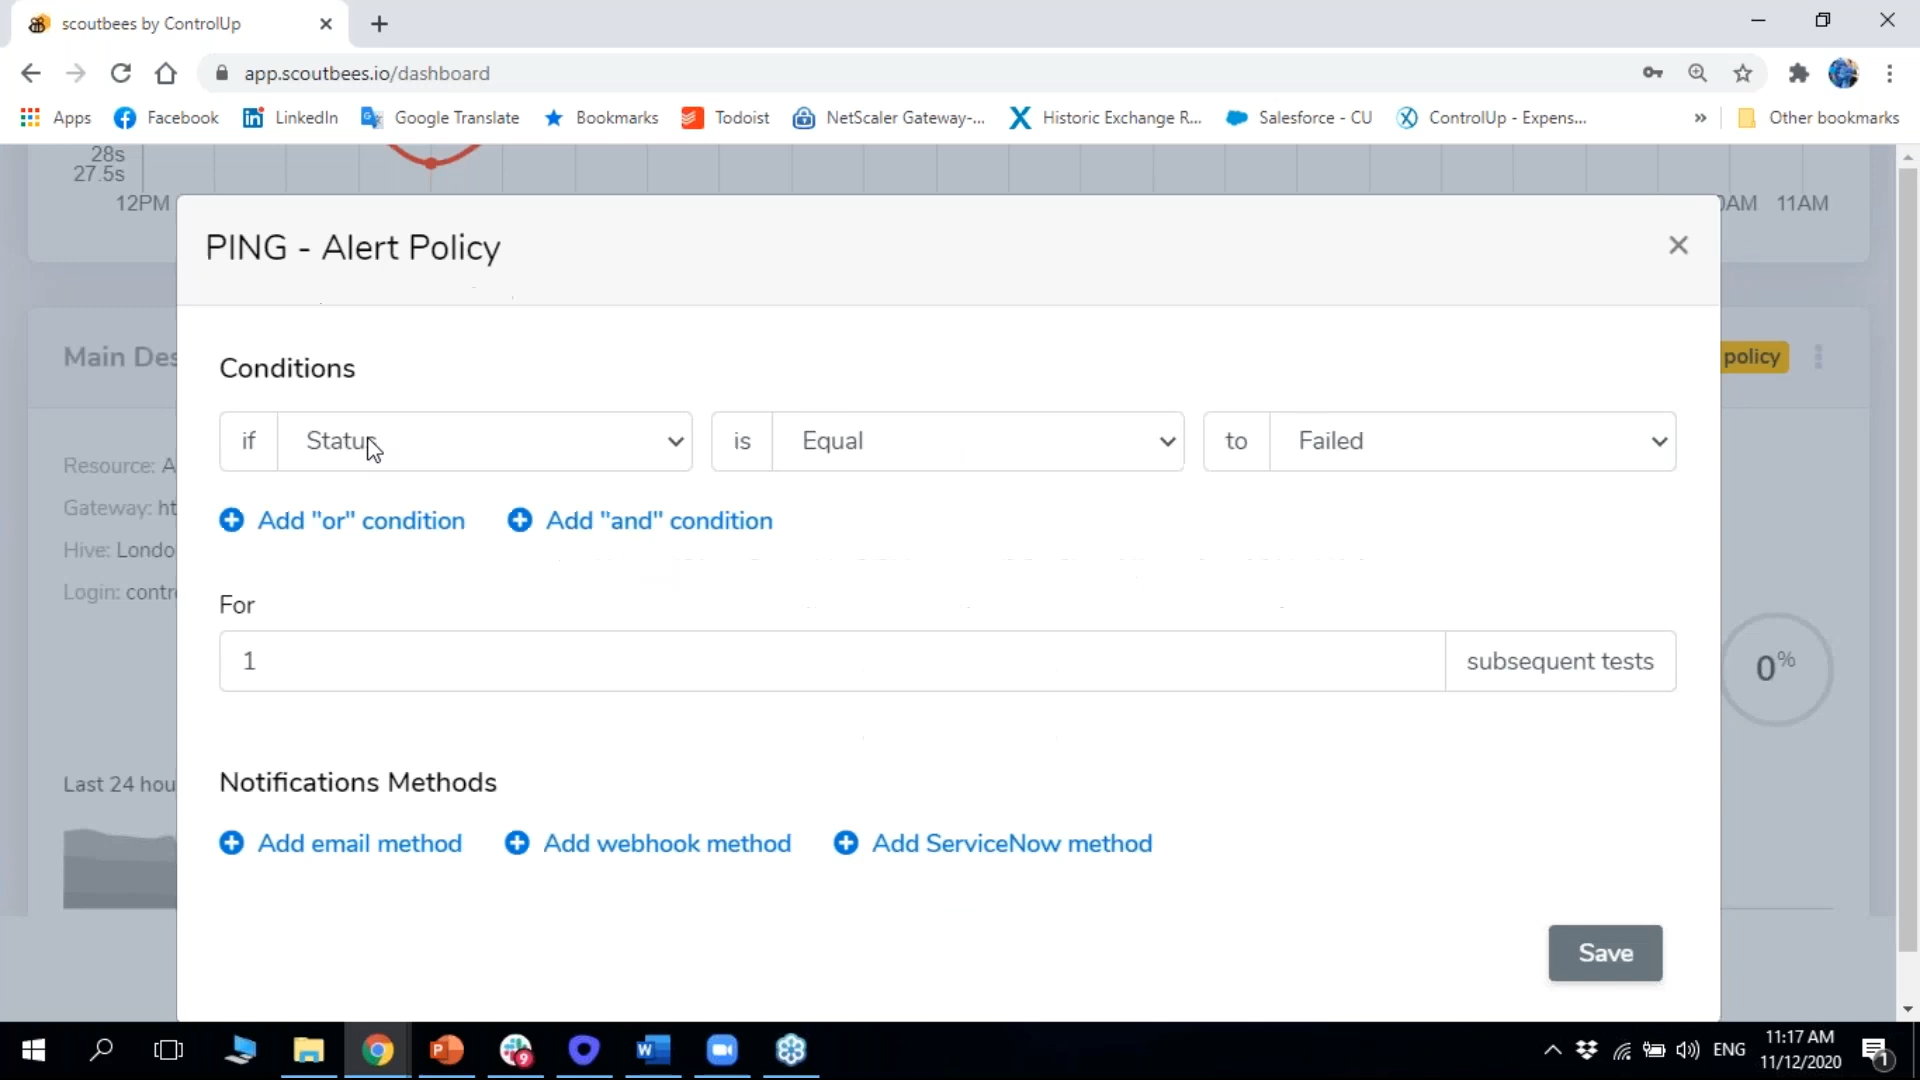 scoutbees by ControlUp
app.scoutbees.io/dashboard
Apps Facebook LinkedIn Google Translate Bookmarks Todoist NetScaler Gateway-... Historic Exchange R... Salesforce - CU ControlUp - Expens... » Other bookmarks
28s
27.5s
12PM 0AM 11AM
PING - Alert Policy
Main Des policy
Conditions
if Status is Equal to Failed
Resource: A
Gateway: ht
Add "or" condition Add "and" condition
Hive: Londo
Login: contr
For
1 subsequent tests
0%
Last 24 hou
Notifications Methods
Add email method Add webhook method Add ServiceNow method
Save
9
ENG
11:17 AM
11/12/2020
1